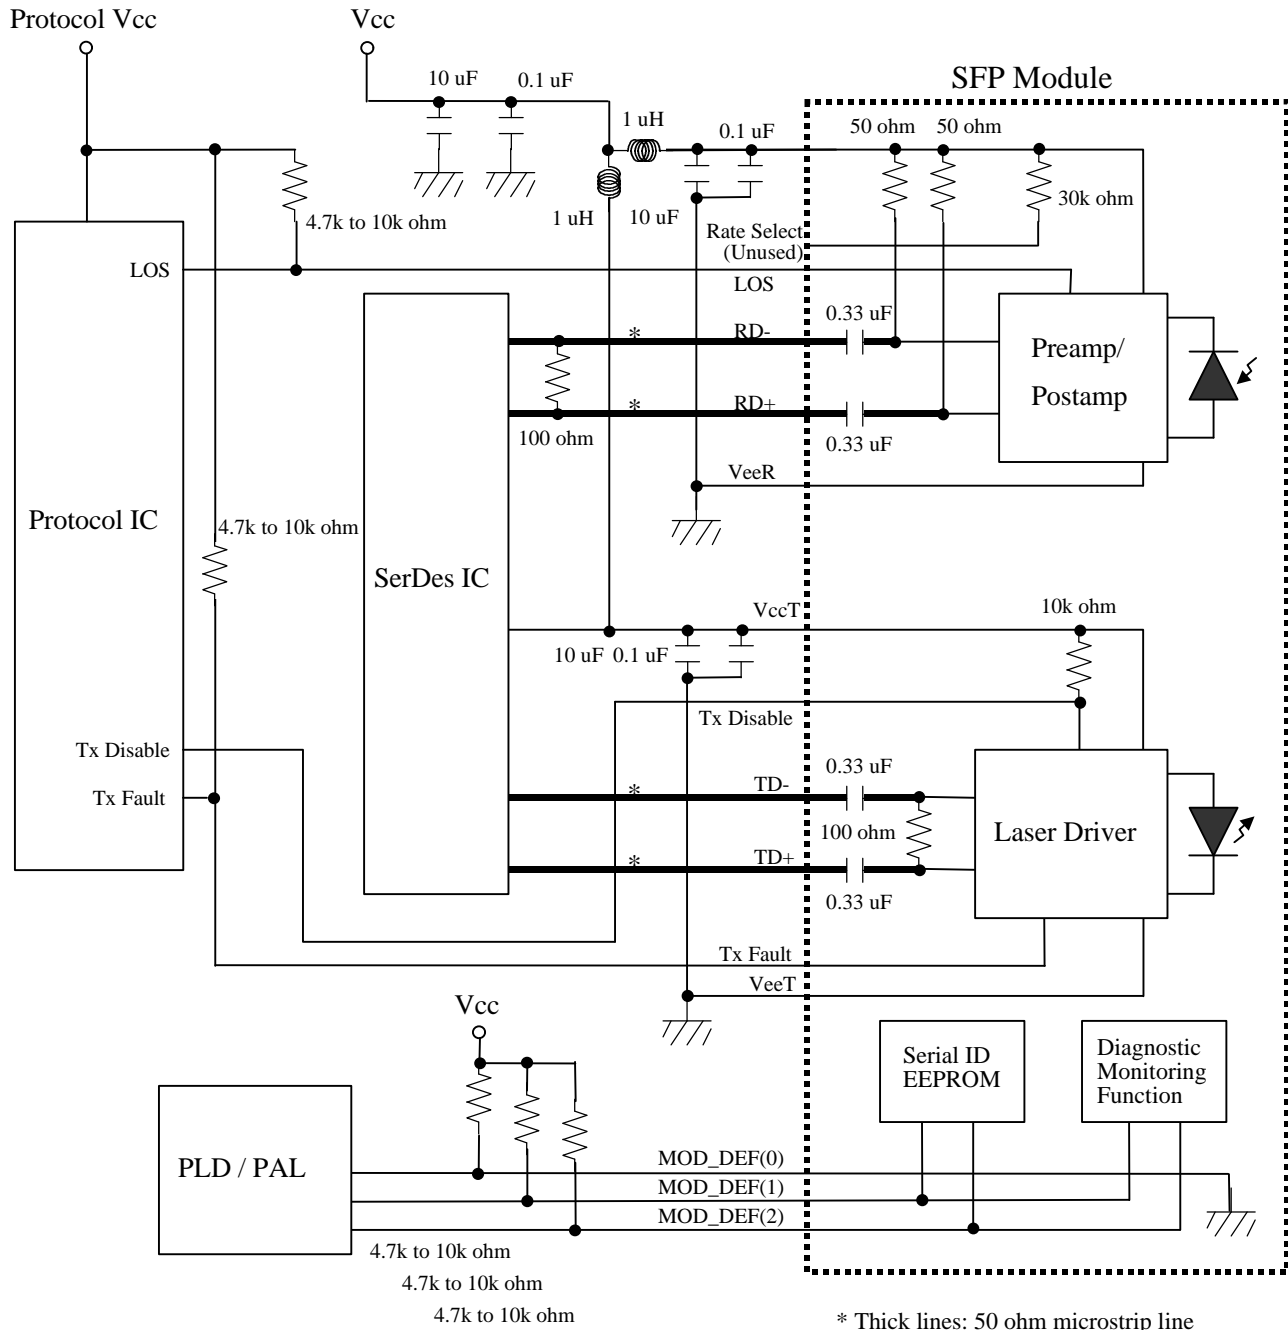 Protocol Vcc
Vcc
10 uF
0.1 uF
SFP Module
1 uH
0.1 uF
50 ohm
50 ohm
1 uH
10 uF
30k ohm
4.7k to 10k ohm
Rate Select
(Unused)
LOS
LOS
0.33 uF
*
RD-
Preamp/
Postamp
*
RD+
100 ohm
0.33 uF
VeeR
Protocol IC
4.7k to 10k ohm
SerDes IC
VccT
10k ohm
10 uF
0.1 uF
Tx Disable
Tx Disable
0.33 uF
*
TD-
Tx Fault
100 ohm
Laser Driver
*
TD+
0.33 uF
Tx Fault
VeeT
Vcc
Serial ID
EEPROM
Diagnostic
Monitoring
Function
PLD / PAL
MOD_DEF(0)
MOD_DEF(1)
MOD_DEF(2)
4.7k to 10k ohm
4.7k to 10k ohm
4.7k to 10k ohm
* Thick lines: 50 ohm microstrip line